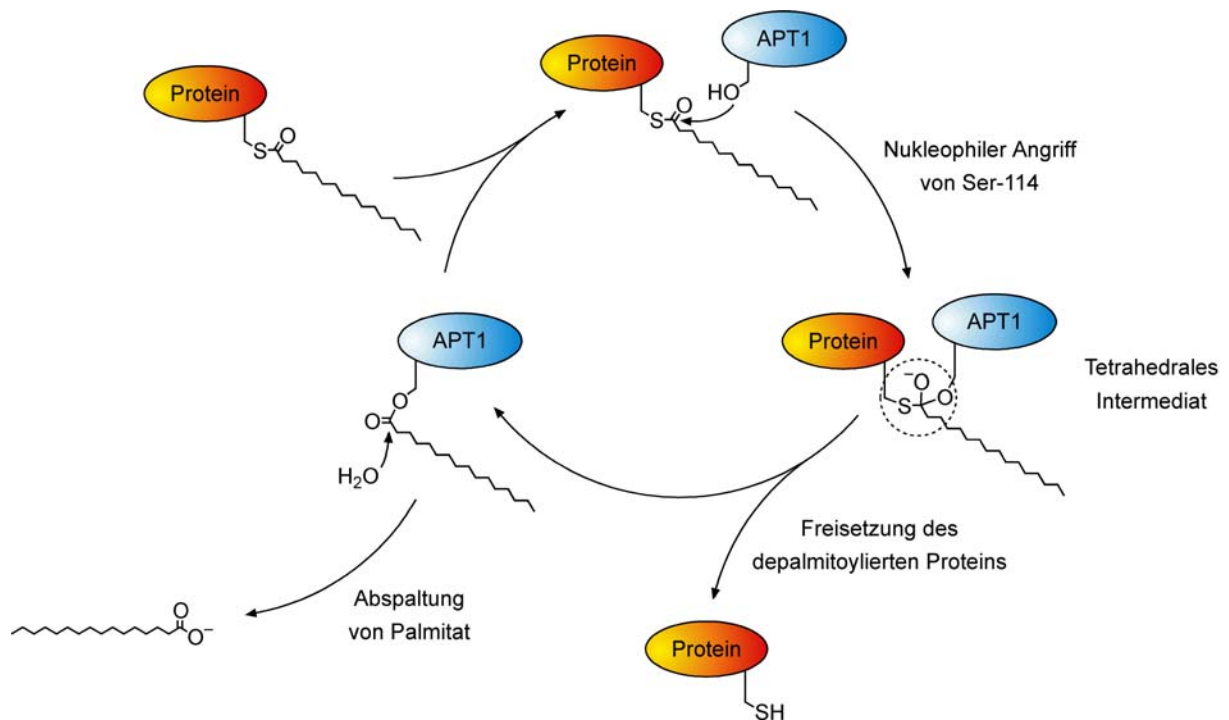 APT1
Protein
HO
O
S
Protein
O
S
Nukleophiler Angriff
von Ser-114
APT1
Protein
APT1
−O
O
S
Tetrahedrales
Intermediat
O
O
H2O
Freisetzung des
depalmitoylierten Proteins
Abspaltung
von Palmitat
O
O−
Protein
SH